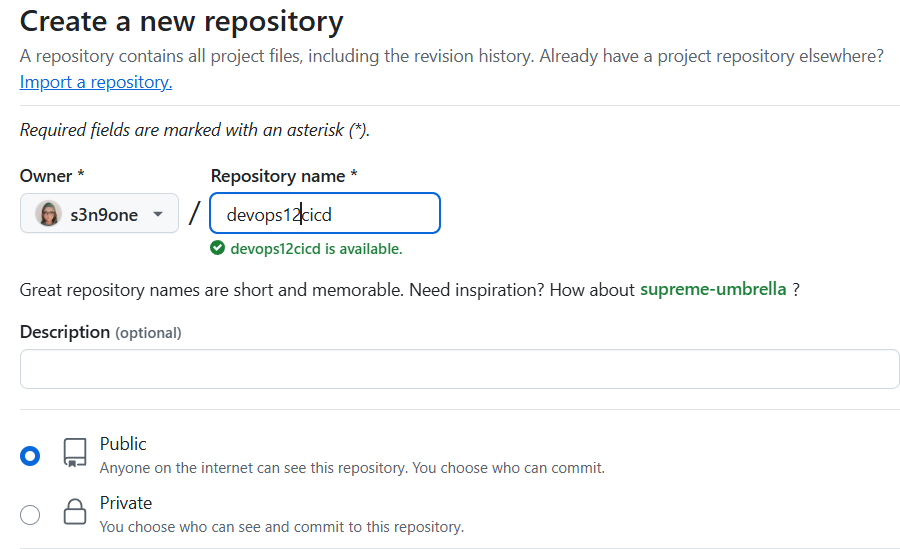 Create a new repository
A repository contains all project files, including the revision history. Already have a project repository elsewhere?
Import a repository.
Required fields are marked with an asterisk (*).
Owner * Repository name *
s3n9one / devops12cicd
devops12cicd is available.
Great repository names are short and memorable. Need inspiration? How about supreme-umbrella ?
Description (optional)
Public
Anyone on the internet can see this repository. You choose who can commit.
Private
You choose who can see and commit to this repository.